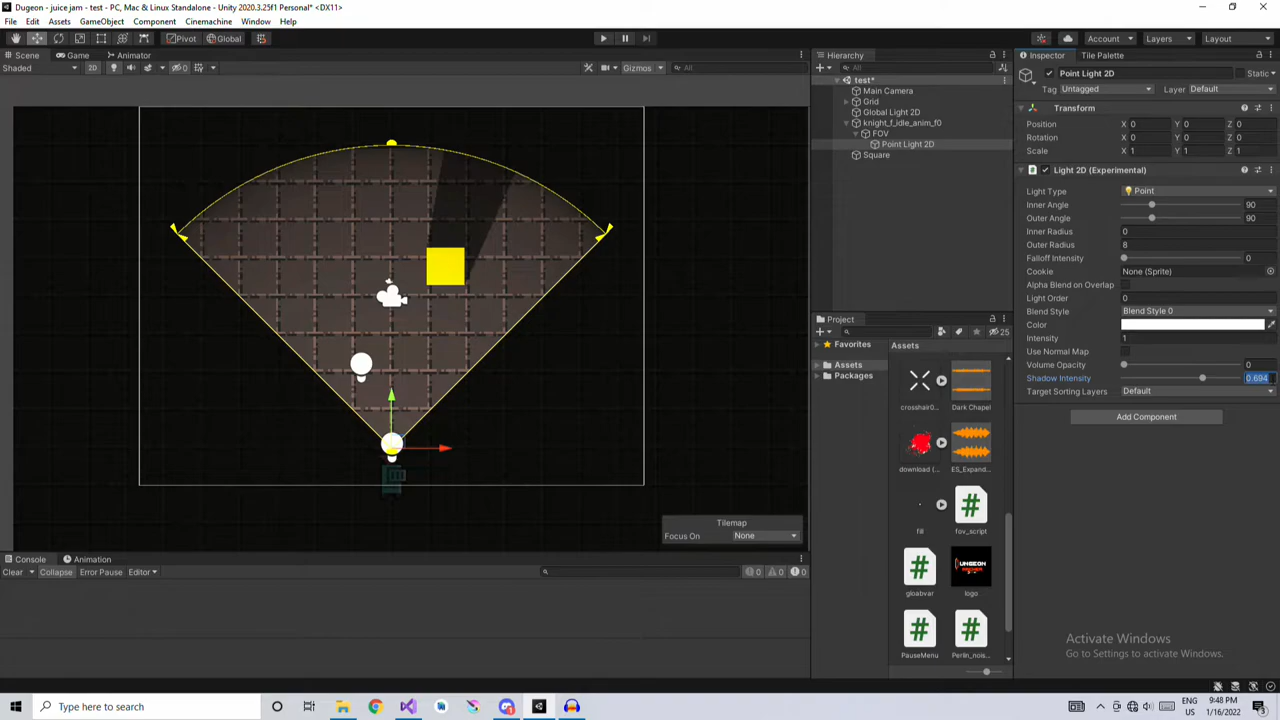 Dugeon - juice jam - test - PC, Mac & Linux Standalone - Unity 2020.3.25f1 Personal* <DX11>
File Edit Assets GameObject Component Cinemachine Window Help
Pivot Global Account Layers Layout
Scene Game Animator
Shaded 2D 0 Gizmos All
Hierarchy
All
test*
Main Camera
Grid
Global Light 2D
knight_f_idle_anim_f0
FOV
Point Light 2D
Square
Inspector Tile Palette
Point Light 2D Static
Tag Untagged Layer Default
Transform
Position X 0 Y 0 Z 0
Rotation X 0 Y 0 Z 0
Scale X 1 Y 1 Z 1
Light 2D (Experimental)
Light Type Point
Inner Angle 90
Outer Angle 90
Inner Radius 0
Outer Radius 8
Falloff Intensity 0
Cookie None (Sprite)
Alpha Blend on Overlap
Light Order 0
Blend Style Blend Style 0
Color
Intensity 1
Use Normal Map
Volume Opacity 0
Shadow Intensity 0.694
Target Sorting Layers Default
Add Component
Project
25
Favorites
Assets
Packages
Assets
crosshair0... Dark Chapel
download (... ES_Expand...
fill fov_script
gloabvar logo
PauseMenu Perlin_nois...
Tilemap
Focus On None
Console Animation
Clear Collapse Error Pause Editor 0 0 0
Activate Windows
Go to Settings to activate Windows.
Type here to search
ENG
US
9:48 PM
1/16/2022